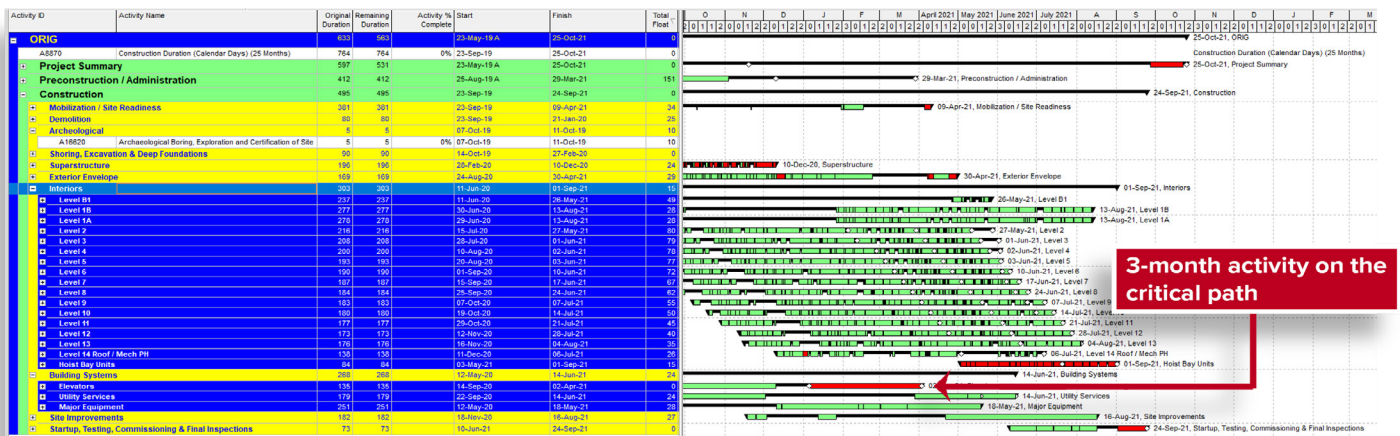 Activity ID Activity Name Original Duration Remaining Duration Activity % Complete Start Finish Total Float
O N D J F M April 2021 May 2021 June 2021 July 2021 A S O N D J F M
ORIG 633 563 23-May-19 A 25-Oct-21 0 25-Oct-21, ORIG
A8870 Construction Duration (Calendar Days) (25 Months) 764 764 0% 23-Sep-19 25-Oct-21 0 Construction Duration (Calendar Days) (25 Months)
Project Summary 597 531 23-May-19 A 25-Oct-21 0 25-Oct-21, Project Summary
Preconstruction / Administration 412 412 25-Aug-19 A 29-Mar-21 151 29-Mar-21, Preconstruction / Administration
Construction 495 495 23-Sep-19 24-Sep-21 0 24-Sep-21, Construction
Mobilization / Site Readiness 381 381 23-Sep-19 09-Apr-21 34 09-Apr-21, Mobilization / Site Readiness
Demolition 80 80 23-Sep-19 21-Jan-20 25
Archeological 5 5 07-Oct-19 11-Oct-19 10
A16620 Archaeological Boring, Exploration and Certification of Site 5 5 0% 07-Oct-19 11-Oct-19 10
Shoring, Excavation & Deep Foundations 90 90 14-Oct-19 27-Feb-20 0
Superstructure 196 196 28-Feb-20 10-Dec-20 24 10-Dec-20, Superstructure
Exterior Envelope 169 169 24-Aug-20 30-Apr-21 29 30-Apr-21, Exterior Envelope
Interiors 303 303 11-Jun-20 01-Sep-21 15 01-Sep-21, Interiors
Level B1 237 237 11-Jun-20 26-May-21 49 26-May-21, Level B1
Level 1B 277 277 30-Jun-20 13-Aug-21 28 13-Aug-21, Level 1B
Level 1A 278 278 29-Jun-20 13-Aug-21 28 13-Aug-21, Level 1A
Level 2 216 216 15-Jul-20 27-May-21 80 27-May-21, Level 2
Level 3 208 208 28-Jul-20 01-Jun-21 79 01-Jun-21, Level 3
Level 4 200 200 10-Aug-20 02-Jun-21 78 02-Jun-21, Level 4
Level 5 193 193 20-Aug-20 03-Jun-21 77 03-Jun-21, Level 5
Level 6 190 190 01-Sep-20 10-Jun-21 72 10-Jun-21, Level 6
Level 7 187 187 15-Sep-20 17-Jun-21 67 17-Jun-21, Level 7
Level 8 184 184 25-Sep-20 24-Jun-21 62 24-Jun-21, Level 8
Level 9 183 183 07-Oct-20 07-Jul-21 55 07-Jul-21, Level 9
Level 10 180 180 19-Oct-20 14-Jul-21 50 14-Jul-21,
Level 11 177 177 29-Oct-20 21-Jul-21 45 21-Jul-21, Level 11
Level 12 173 173 12-Nov-20 28-Jul-21 40 28-Jul-21, Level 12
Level 13 176 176 16-Nov-20 04-Aug-21 35 04-Aug-21, Level 13
Level 14 Roof / Mech PH 138 138 11-Dec-20 06-Jul-21 26 06-Jul-21, Level 14 Roof / Mech PH
Hoist Bay Units 84 84 03-May-21 01-Sep-21 15 01-Sep-21, Hoist Bay Units
Building Systems 268 268 12-May-20 14-Jun-21 24 14-Jun-21, Building Systems
Elevators 135 135 14-Sep-20 02-Apr-21 0
Utility Services 179 179 22-Sep-20 14-Jun-21 24 14-Jun-21, Utility Services
Major Equipment 251 251 12-May-20 18-May-21 28 18-May-21, Major Equipment
Site Improvements 182 182 18-Nov-20 16-Aug-21 27 16-Aug-21, Site Improvements
Startup, Testing, Commissioning & Final Inspections 73 73 10-Jun-21 24-Sep-21 0 24-Sep-21, Startup, Testing, Commissioning & Final Inspections
3-month activity on the
critical path